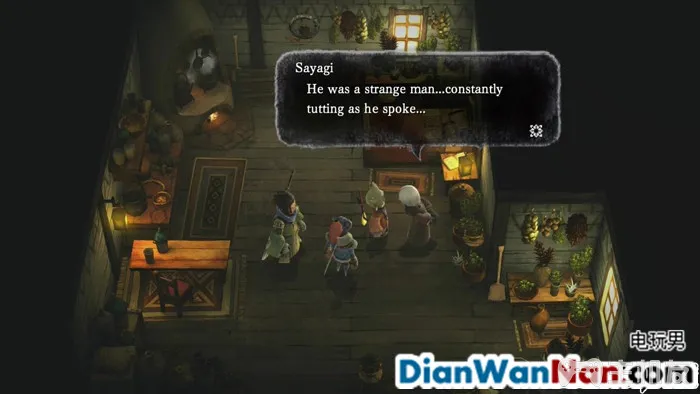 Sayagi
He was a strange man...constantly
tutting as he spoke...
电玩男
DianWanNan.com